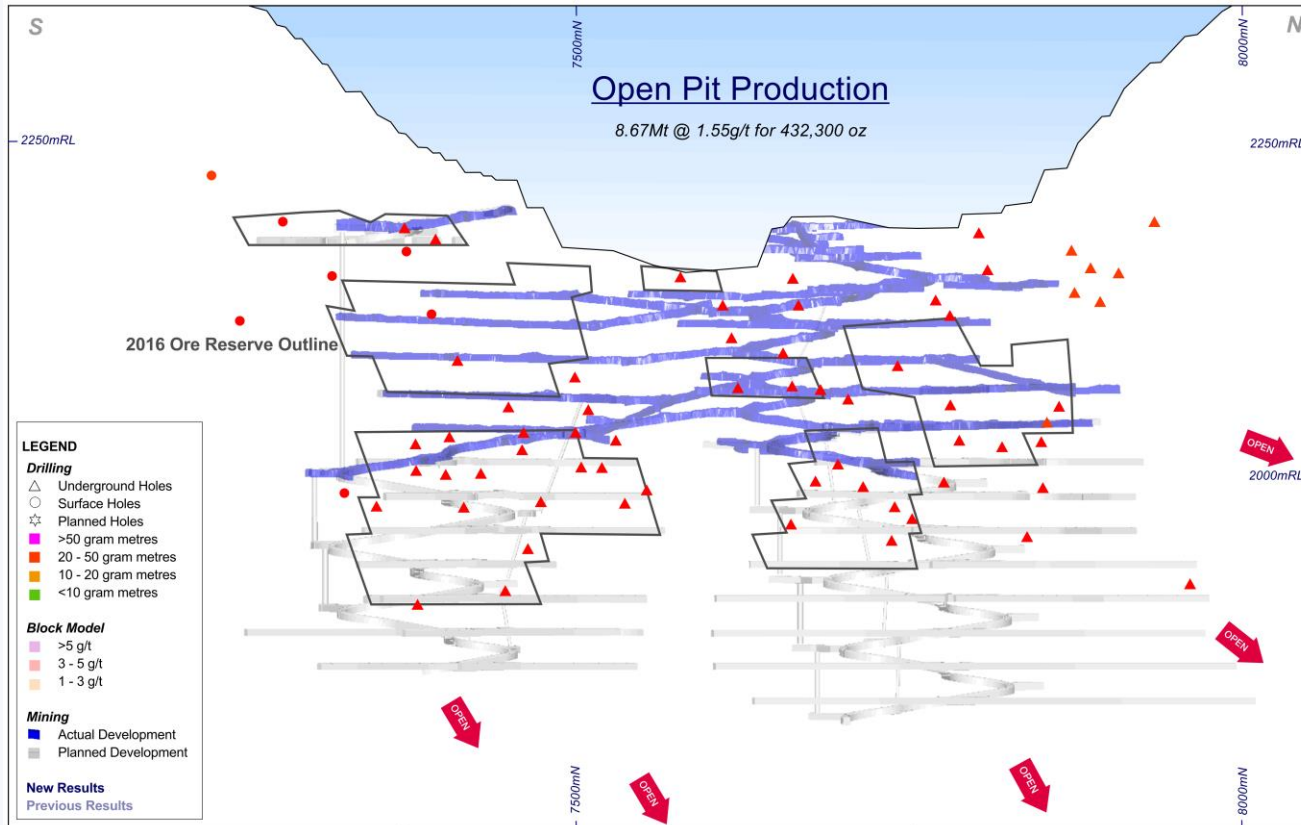 S
7500mN
8000mN
N
Open Pit Production
8.67Mt @ 1.55g/t for 432,300 oz
2250mRL
2250mRL
2016 Ore Reserve Outline
LEGEND
Drilling
Underground Holes
Surface Holes
Planned Holes
>50 gram metres
20 - 50 gram metres
10 - 20 gram metres
<10 gram metres
Block Model
>5 g/t
3 - 5 g/t
1 - 3 g/t
Mining
Actual Development
Planned Development
New Results
Previous Results
OPEN
2000mRL
OPEN
OPEN
OPEN
OPEN
7500mN
8000mN